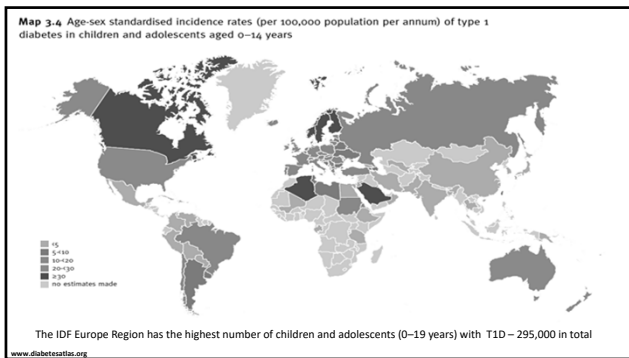 Map 3.4 Age-sex standardised incidence rates (per 100,000 population per annum) of type 1
diabetes in children and adolescents aged 0–14 years
<5
5-<10
10-<20
20-<30
≥30
no estimates made
The IDF Europe Region has the highest number of children and adolescents (0–19 years) with T1D – 295,000 in total
www.diabetesatlas.org